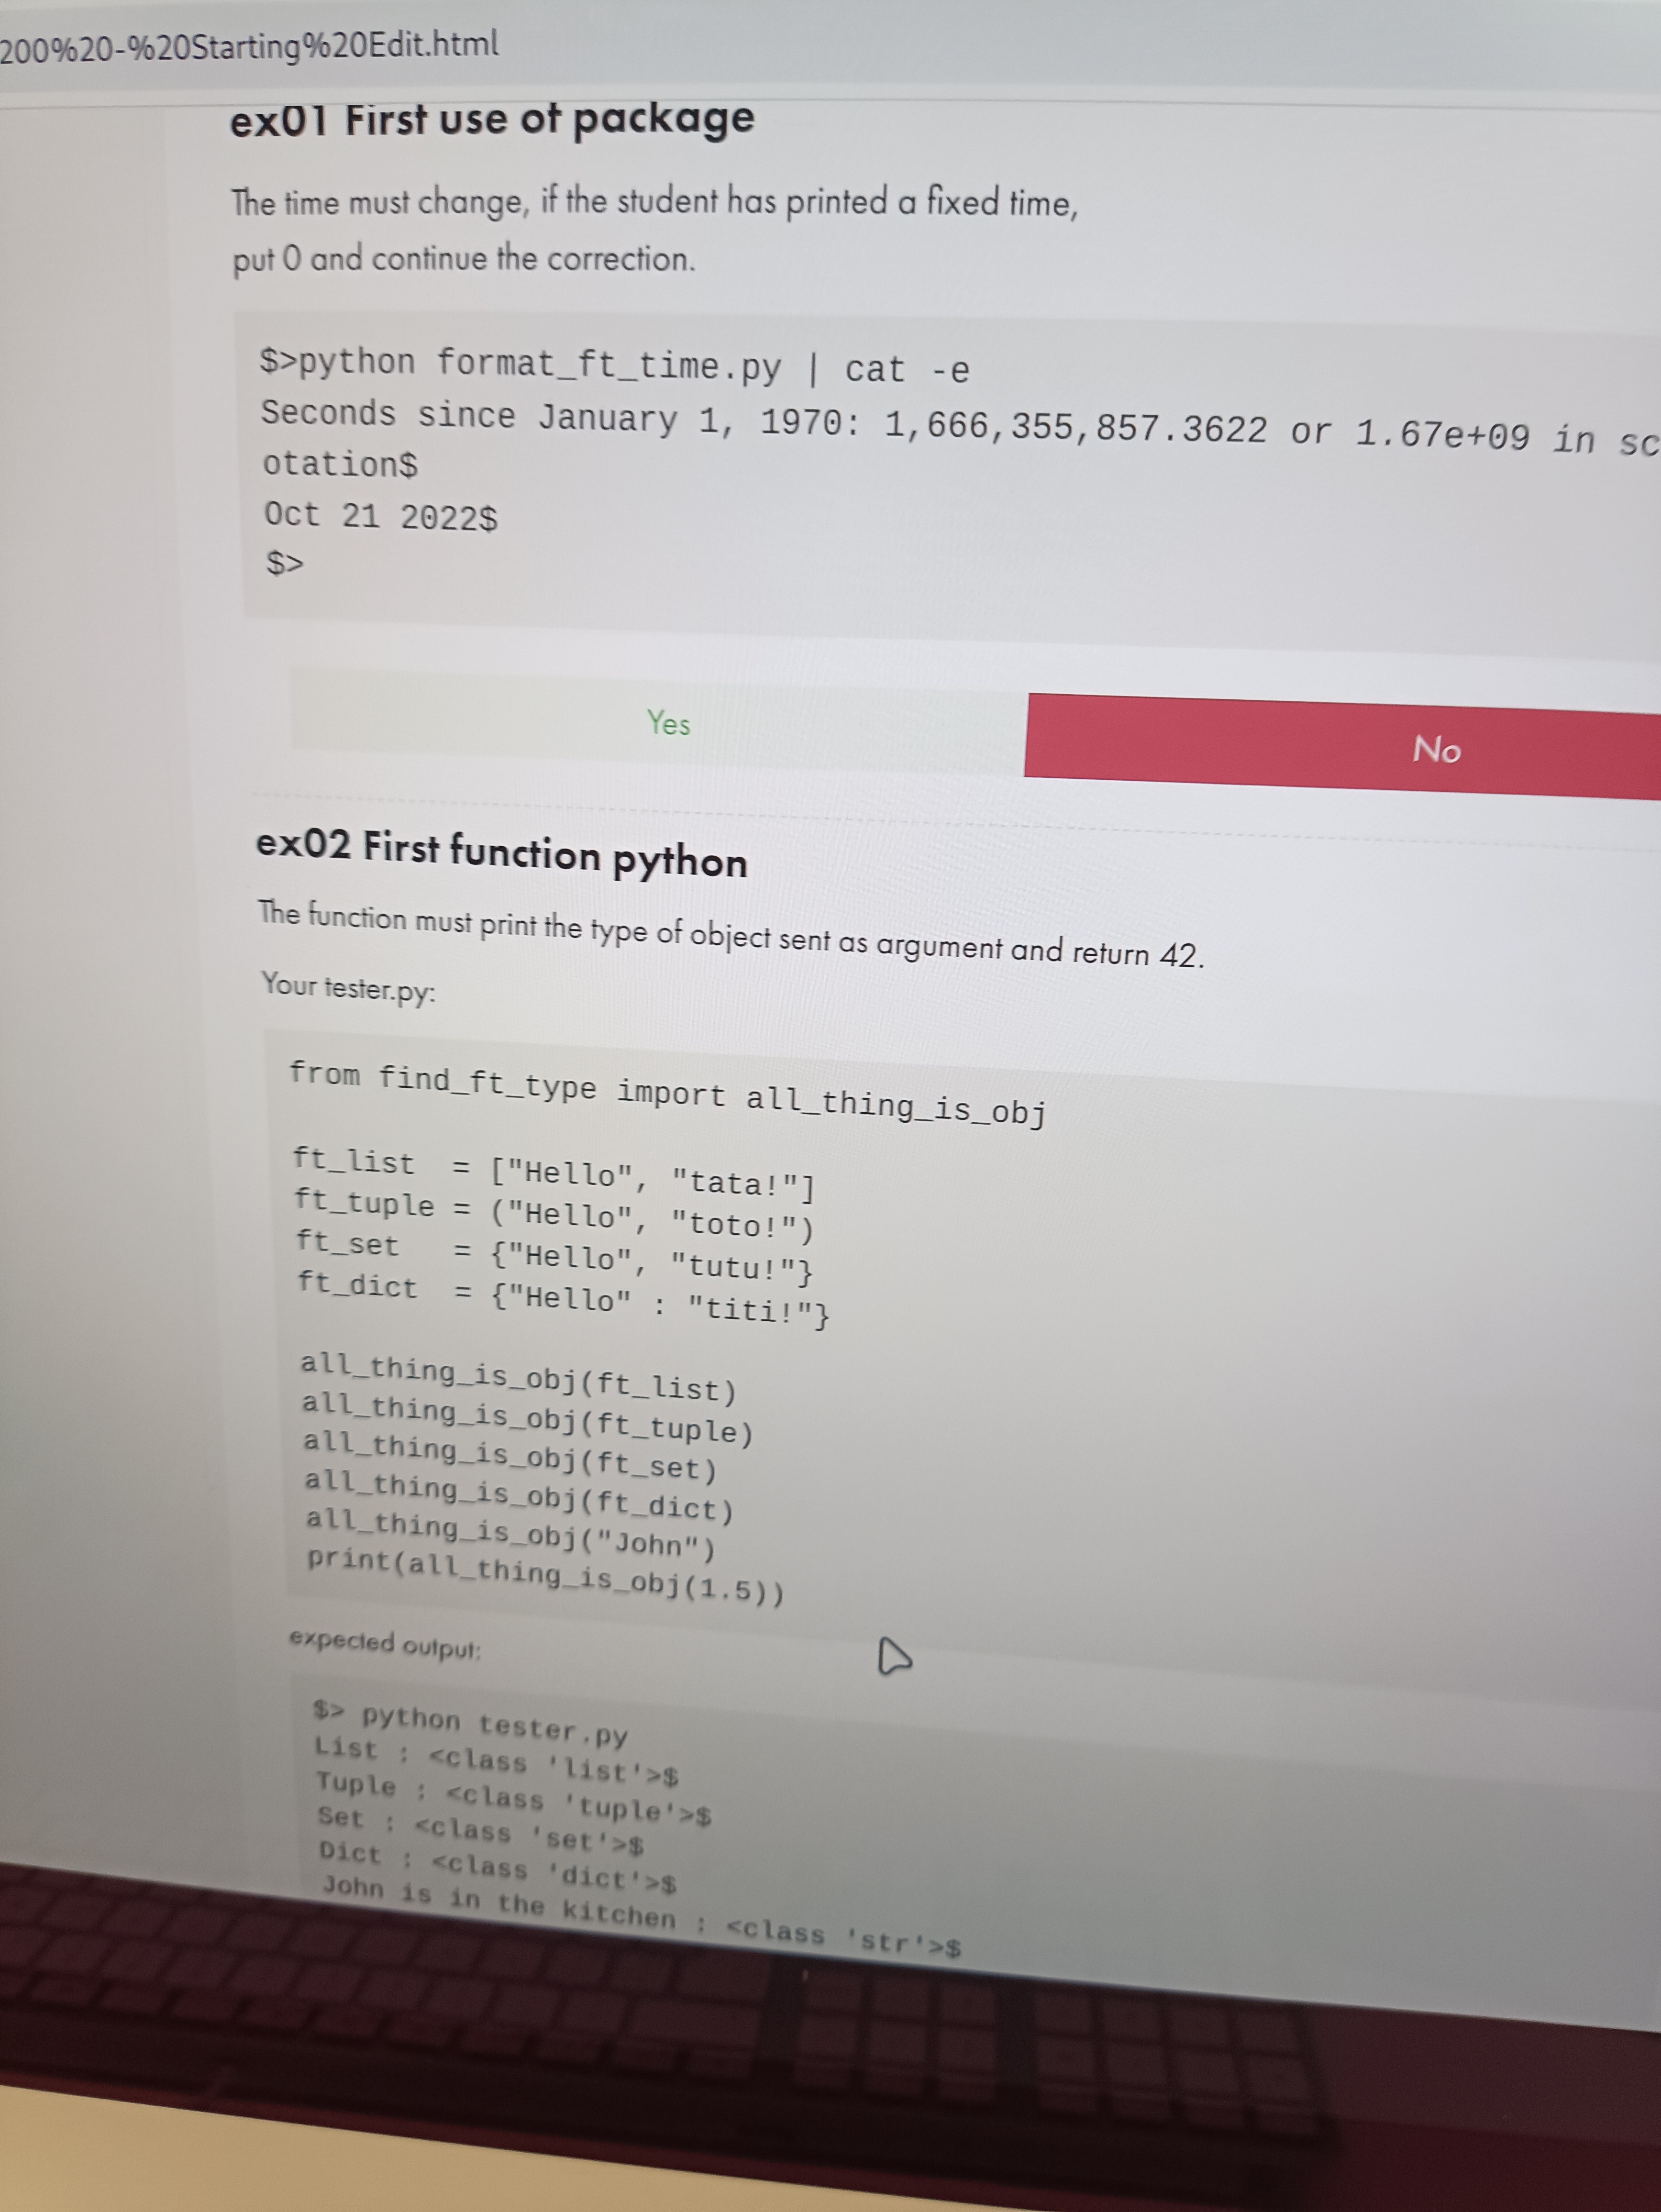 200%20-%20Starting%20Edit.html
ex01 First use of package
The time must change, if the student has printed a fixed time,
put 0 and continue the correction.
$>python format_ft_time.py | cat -e
Seconds since January 1, 1970: 1,666,355,857.3622 or 1.67e+09 in sc
otation$
Oct 21 2022$
$>
Yes
No
ex02 First function python
The function must print the type of object sent as argument and return 42.
Your tester.py:
from find_ft_type import all_thing_is_obj
ft_list  = ["Hello", "tata!"]
ft_tuple = ("Hello", "toto!")
ft_set   = {"Hello", "tutu!"}
ft_dict  = {"Hello" : "titi!"}
all_thing_is_obj(ft_list)
all_thing_is_obj(ft_tuple)
all_thing_is_obj(ft_set)
all_thing_is_obj(ft_dict)
all_thing_is_obj("John")
print(all_thing_is_obj(1.5))
expected output:
$> python tester.py
List : <class 'list'>$
Tuple : <class 'tuple'>$
Set : <class 'set'>$
Dict : <class 'dict'>$
John is in the kitchen : <class 'str'>$